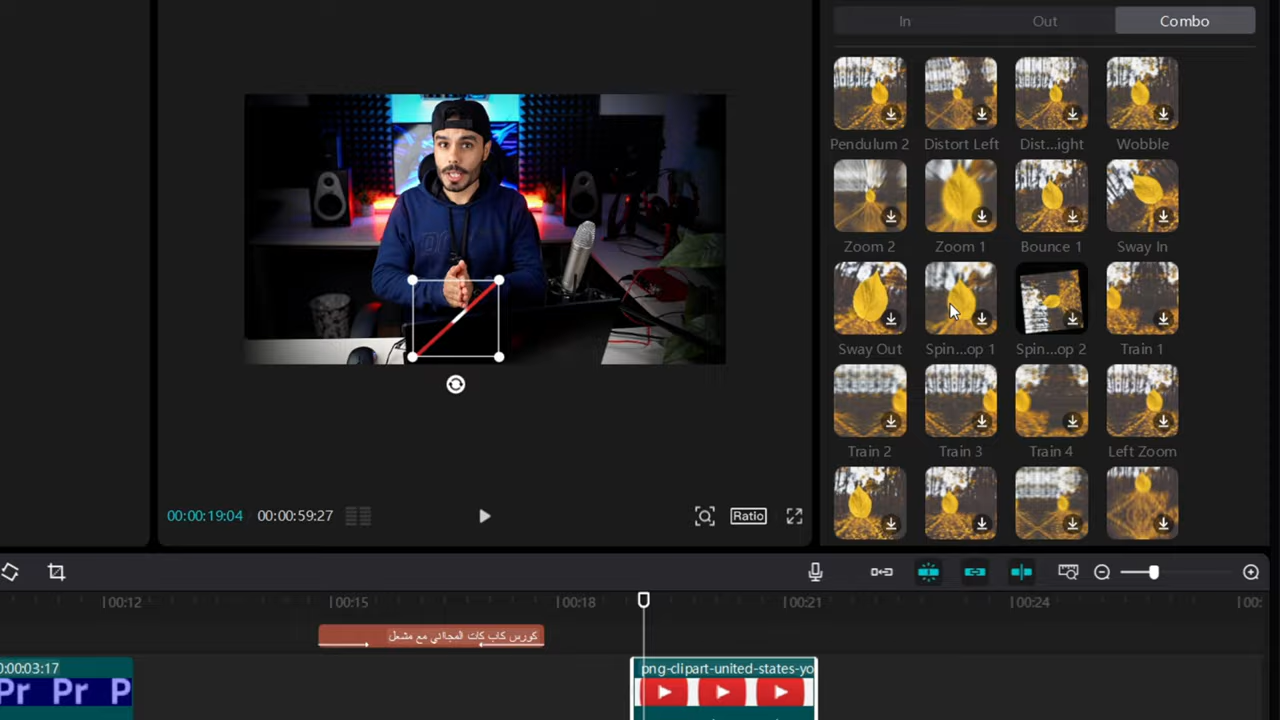 In Out Combo
Pendulum 2 Distort Left Dist...ight Wobble
Zoom 2 Zoom 1 Bounce 1 Sway In
Sway Out Spin...op 1 Spin...op 2 Train 1
Train 2 Train 3 Train 4 Left Zoom
00:00:19:04 00:00:59:27 Ratio
00:12 00:15 00:18 00:21 00:24 00:
كورس كاب كات المجااني مع مشعل
0:00:03:17
png-clipart-united-states-yo
Pr Pr P